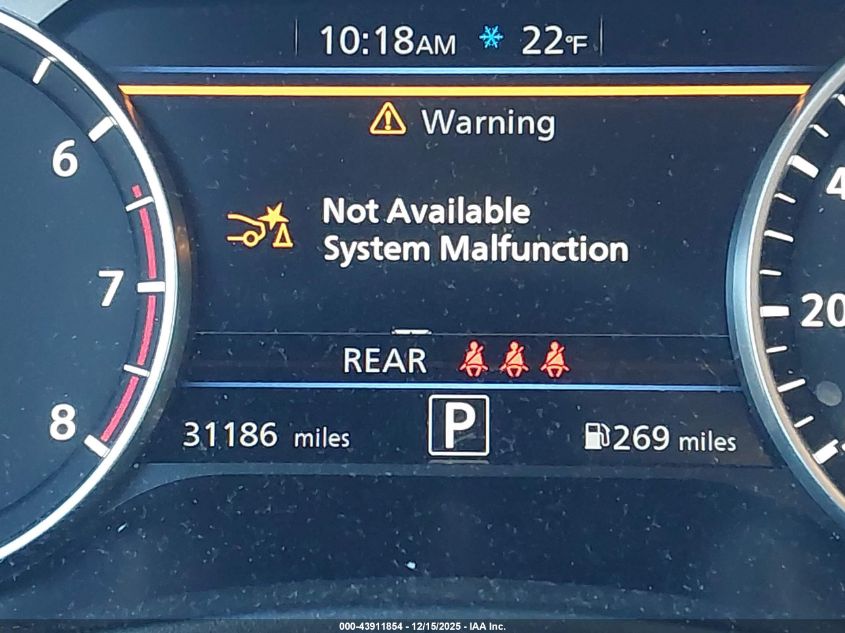 10:18AM 22°F
Warning
Not Available
System Malfunction
REAR
31186 miles P 269 miles
6
7
8
4
20
000-43911854 - 12/15/2025 - IAA Inc.